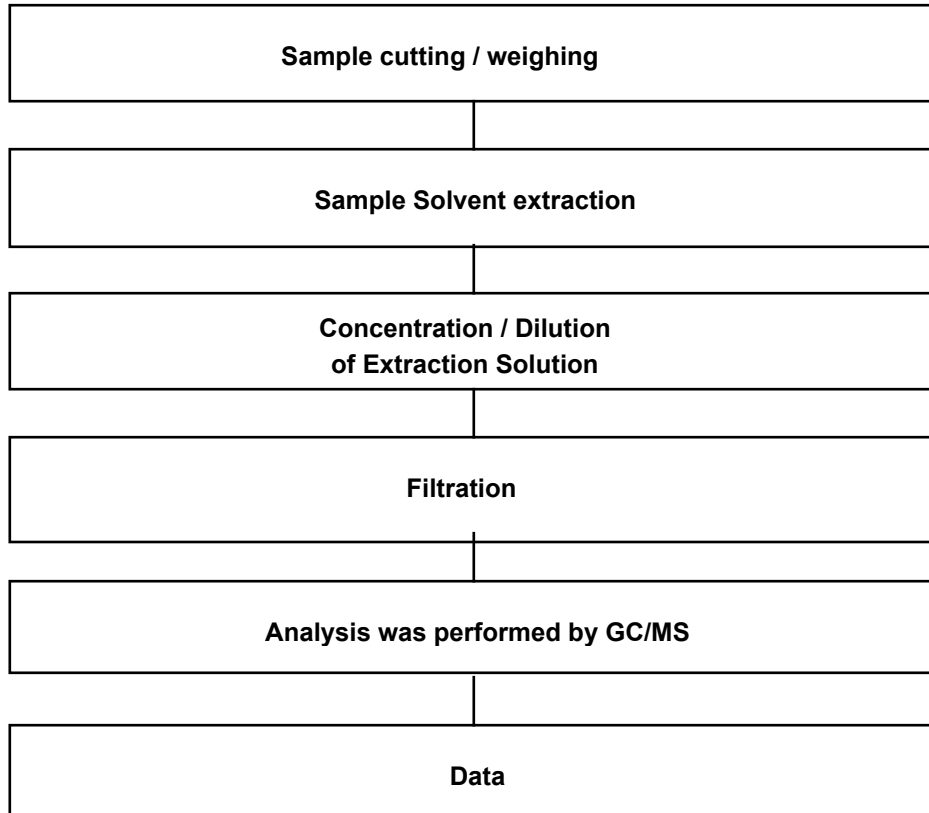 Sample cutting / weighing
Sample Solvent extraction
Concentration / Dilution
of Extraction Solution
Filtration
Analysis was performed by GC/MS
Data